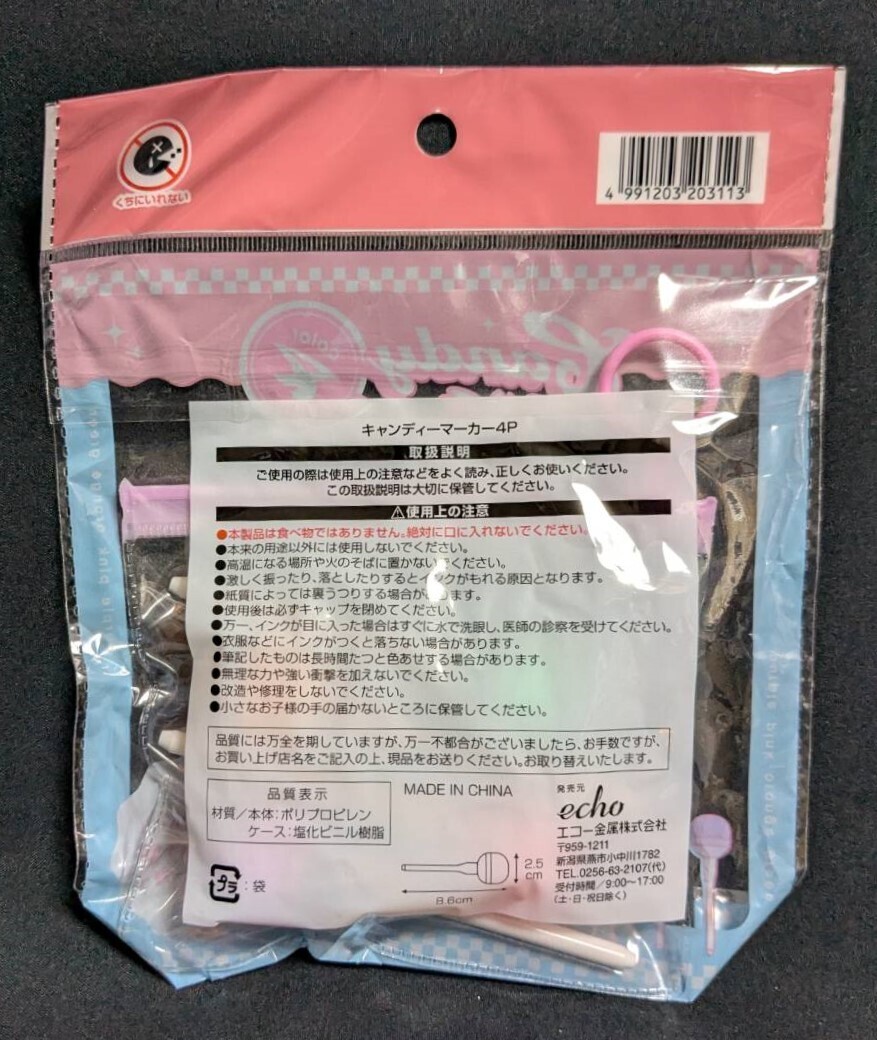 くちにいれない
4 991203 203113
Candy
color
4
キャンディーマーカー4P
取扱説明
ご使用の際は使用上の注意などをよく読み、正しくお使いください。
この取扱説明は大切に保管してください。
⚠使用上の注意
●本製品は食べ物ではありません。絶対に口に入れないでください。
●本来の用途以外には使用しないでください。
●高温になる場所や火のそばに置かないでください。
●激しく振ったり、落としたりするとインクがもれる原因となります。
●紙質によっては裏うつりする場合があります。
●使用後は必ずキャップを閉めてください。
●万一、インクが目に入った場合はすぐに水で洗眼し、医師の診察を受けてください。
●衣服などにインクがつくと落ちない場合があります。
●筆記したものは長時間たつと色あせする場合があります。
●無理な力や強い衝撃を加えないでください。
●改造や修理をしないでください。
●小さなお子様の手の届かないところに保管してください。
品質には万全を期していますが、万一不都合がございましたら、お手数ですが、
お買い上げ店名をご記入の上、現品をお送りください。お取り替えいたします。
品質表示
材質/本体:ポリプロピレン
ケース:塩化ビニル樹脂
プラ:袋
MADE IN CHINA
2.5
cm
8.6cm
発売元
echo
エコー金属株式会社
〒959-1211
新潟県燕市小中川1782
TEL.0256-63-2107(代)
受付時間/9:00〜17:00
(土・日・祝日除く)